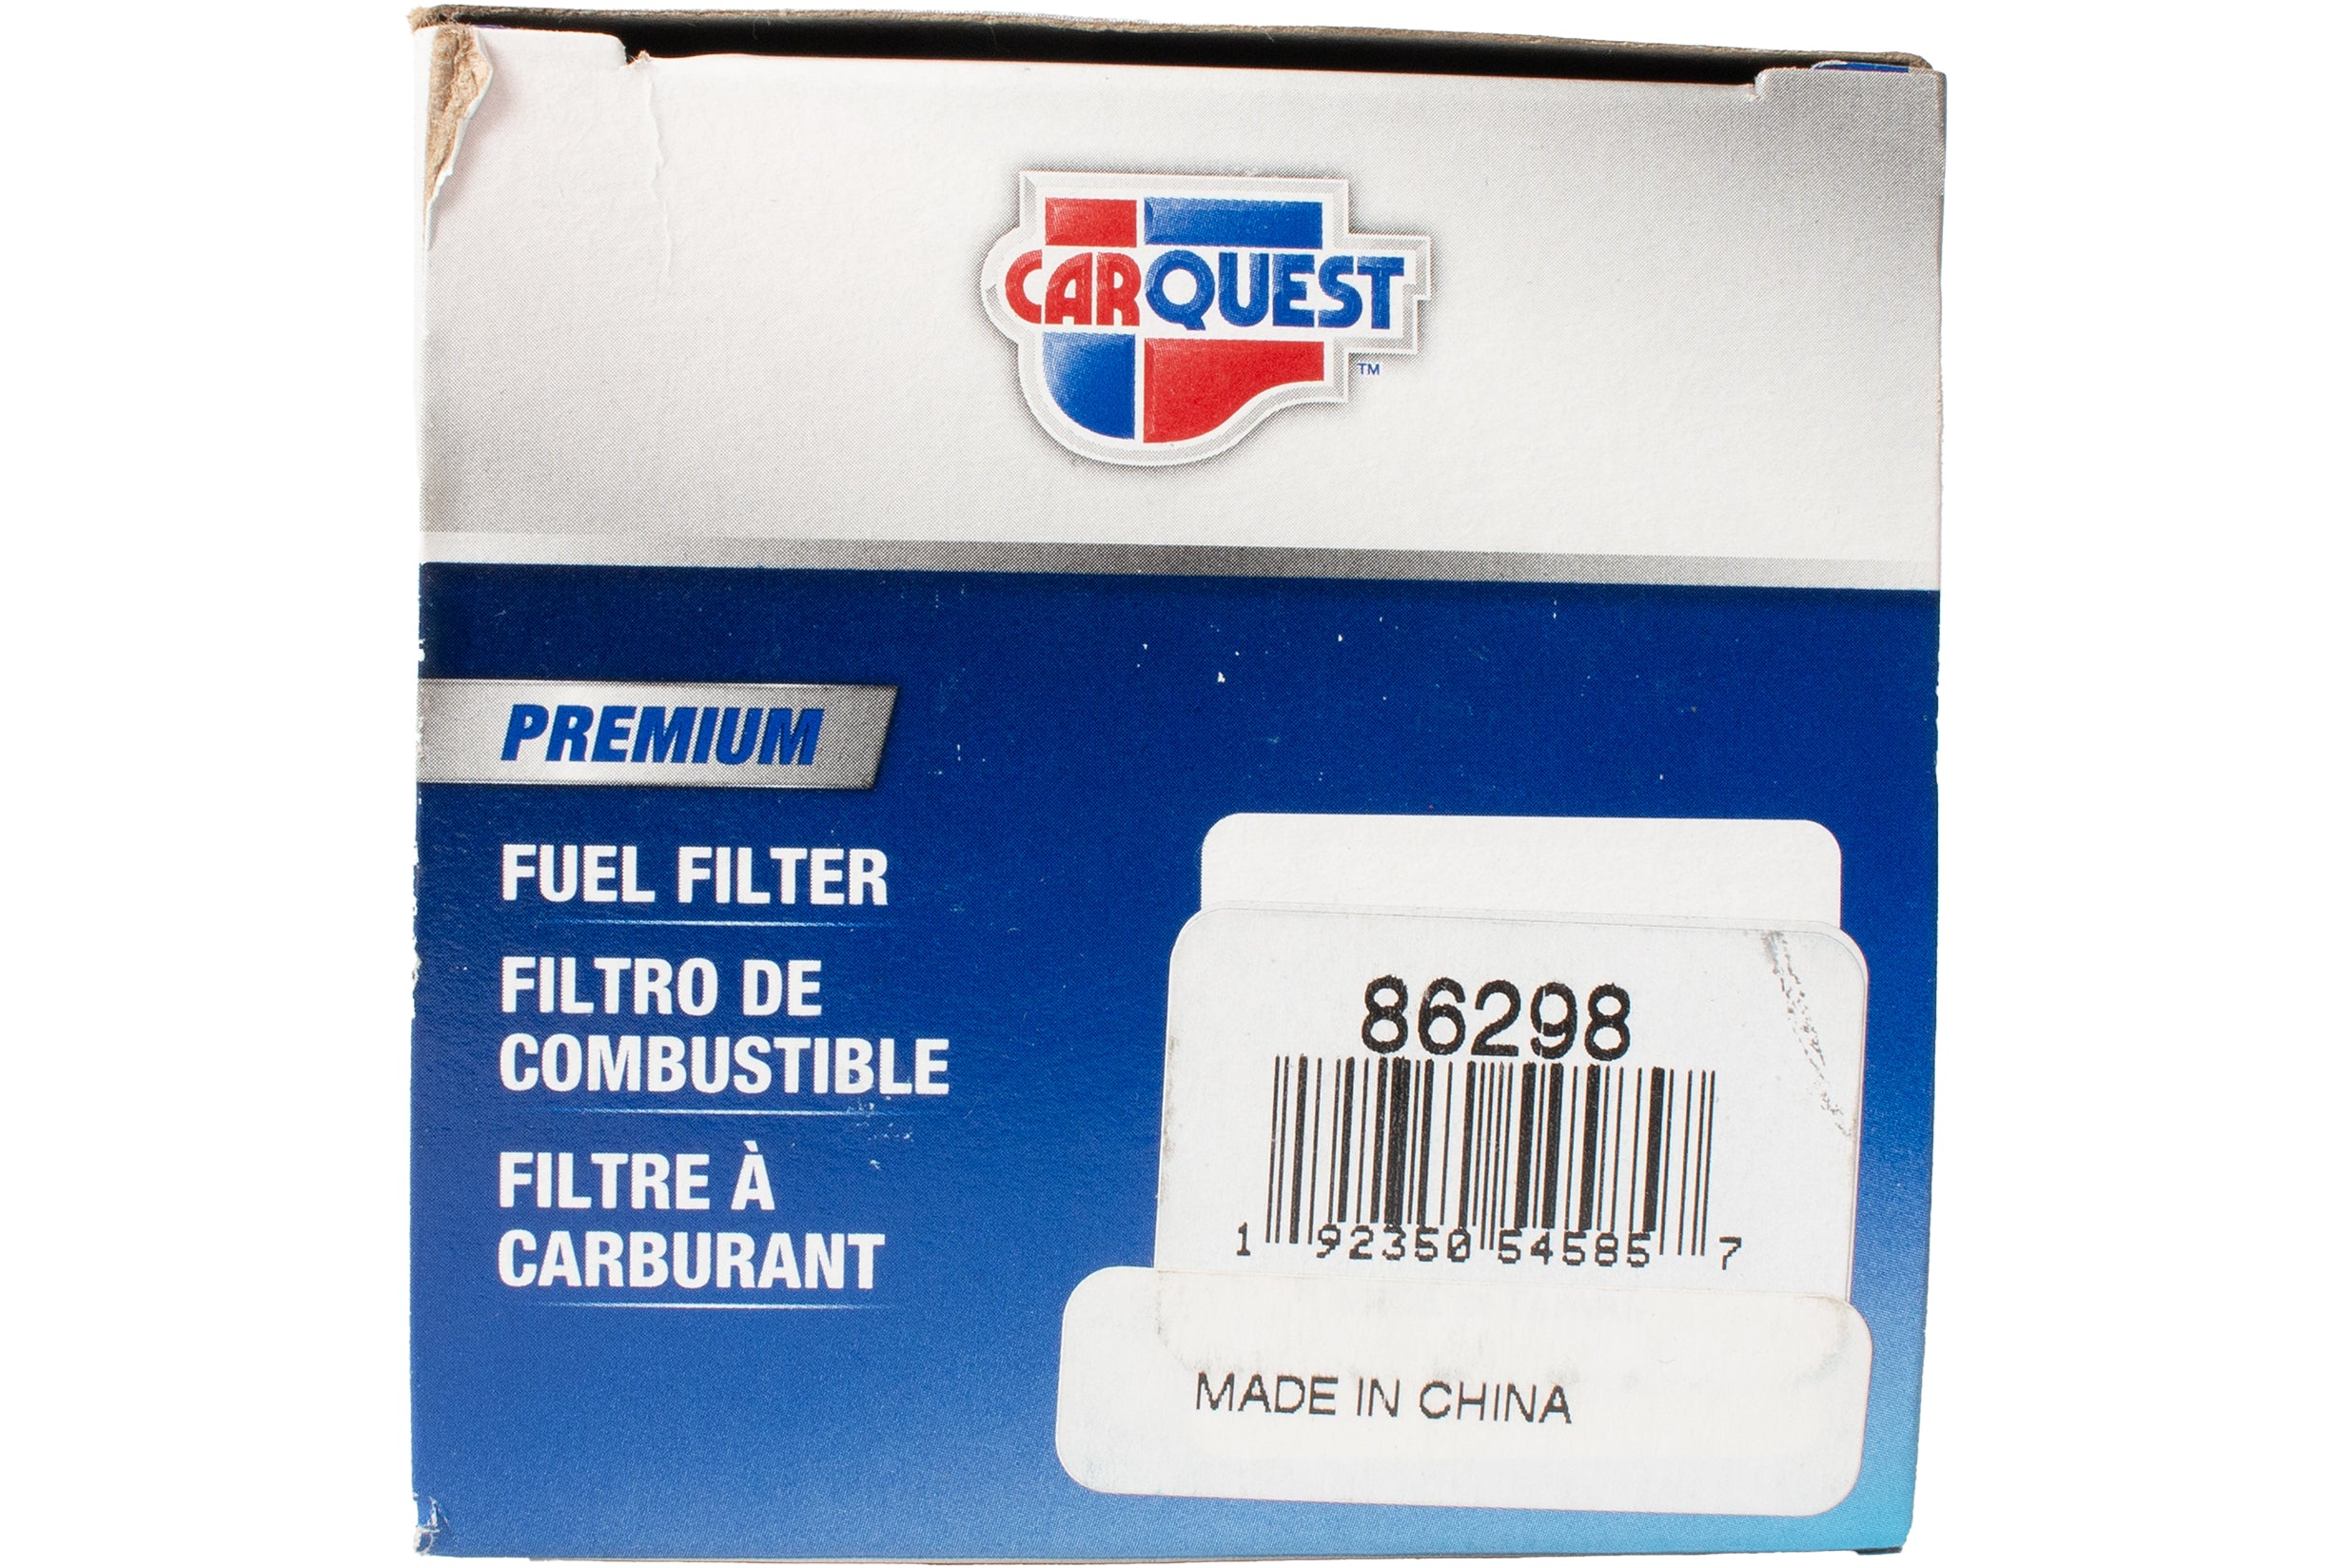 CARQUEST
TM
PREMIUM
FUEL FILTER
FILTRO DE
COMBUSTIBLE
FILTRE À
CARBURANT
86298
1 92350 54585 7
MADE IN CHINA